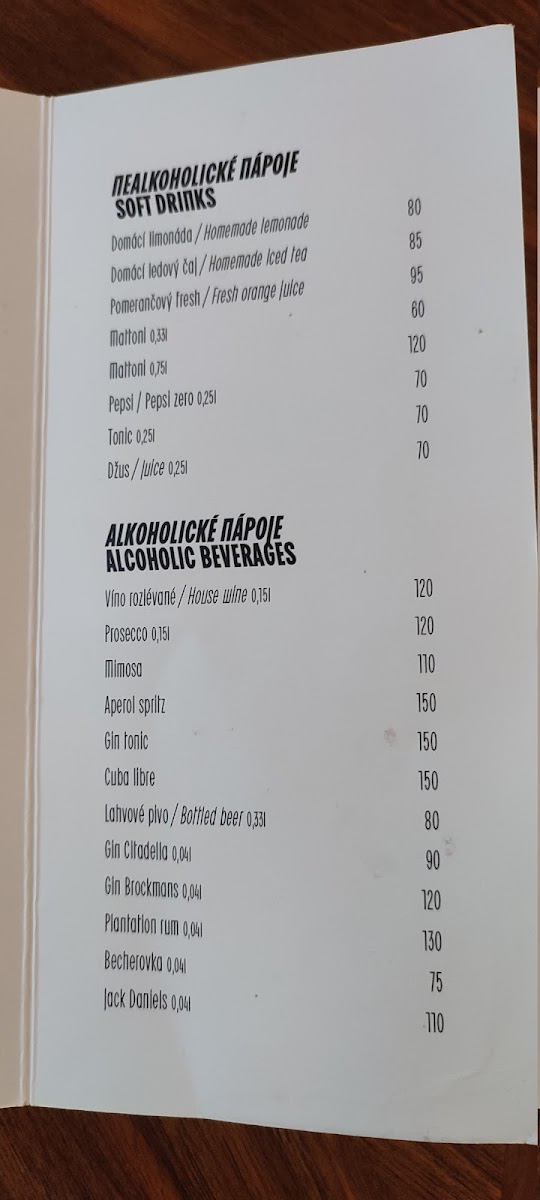 NEALKOHOLICKÉ NÁPOJE
SOFT DRINKS
Domácí limonáda / Homemade lemonade 80
Domácí ledový čaj / Homemade Iced tea 85
Pomerančový fresh / Fresh orange juice 95
Mattoni 0,33l 60
Mattoni 0,75l 120
Pepsi / Pepsi zero 0,25l 70
Tonic 0,25l 70
Džus / Juice 0,25l 70
ALKOHOLICKÉ NÁPOJE
ALCOHOLIC BEVERAGES
Víno rozlévané / House wine 0,15l 120
Prosecco 0,15l 120
Mimosa 110
Aperol spritz 150
Gin tonic 150
Cuba libre 150
Lahvové pivo / Bottled beer 0,33l 80
Gin Citadella 0,04l 90
Gin Brockmans 0,04l 120
Plantation rum 0,04l 130
Becherovka 0,04l 75
Jack Daniels 0,04l 110